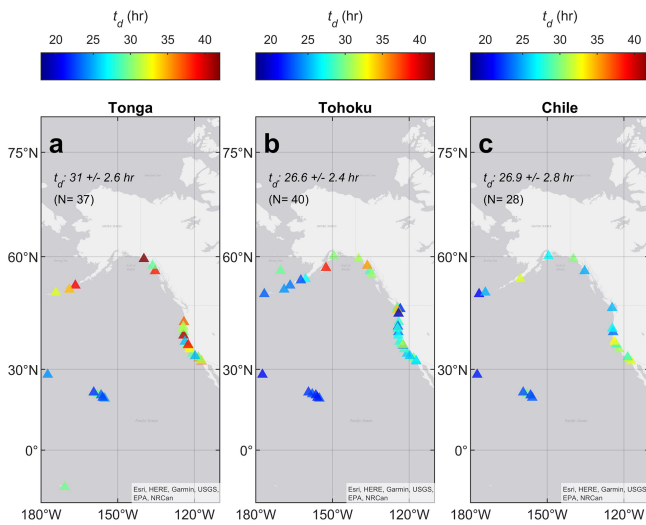 t_d (hr) t_d (hr) t_d (hr)
20 25 30 35 40 20 25 30 35 40 20 25 30 35 40
Tonga Tohoku Chile
a b c
75°N 75°N 75°N
t_d: 31 +/- 2.6 hr t_d: 26.6 +/- 2.4 hr t_d: 26.9 +/- 2.8 hr
(N= 37) (N= 40) (N= 28)
60°N 60°N 60°N
30°N 30°N 30°N
0° 0° 0°
Esri, HERE, Garmin, USGS, Esri, HERE, Garmin, USGS, Esri, HERE, Garmin, USGS,
EPA, NRCan EPA, NRCan EPA, NRCan
180°W 150°W 120°W 180°W 150°W 120°W 180°W 150°W 120°W